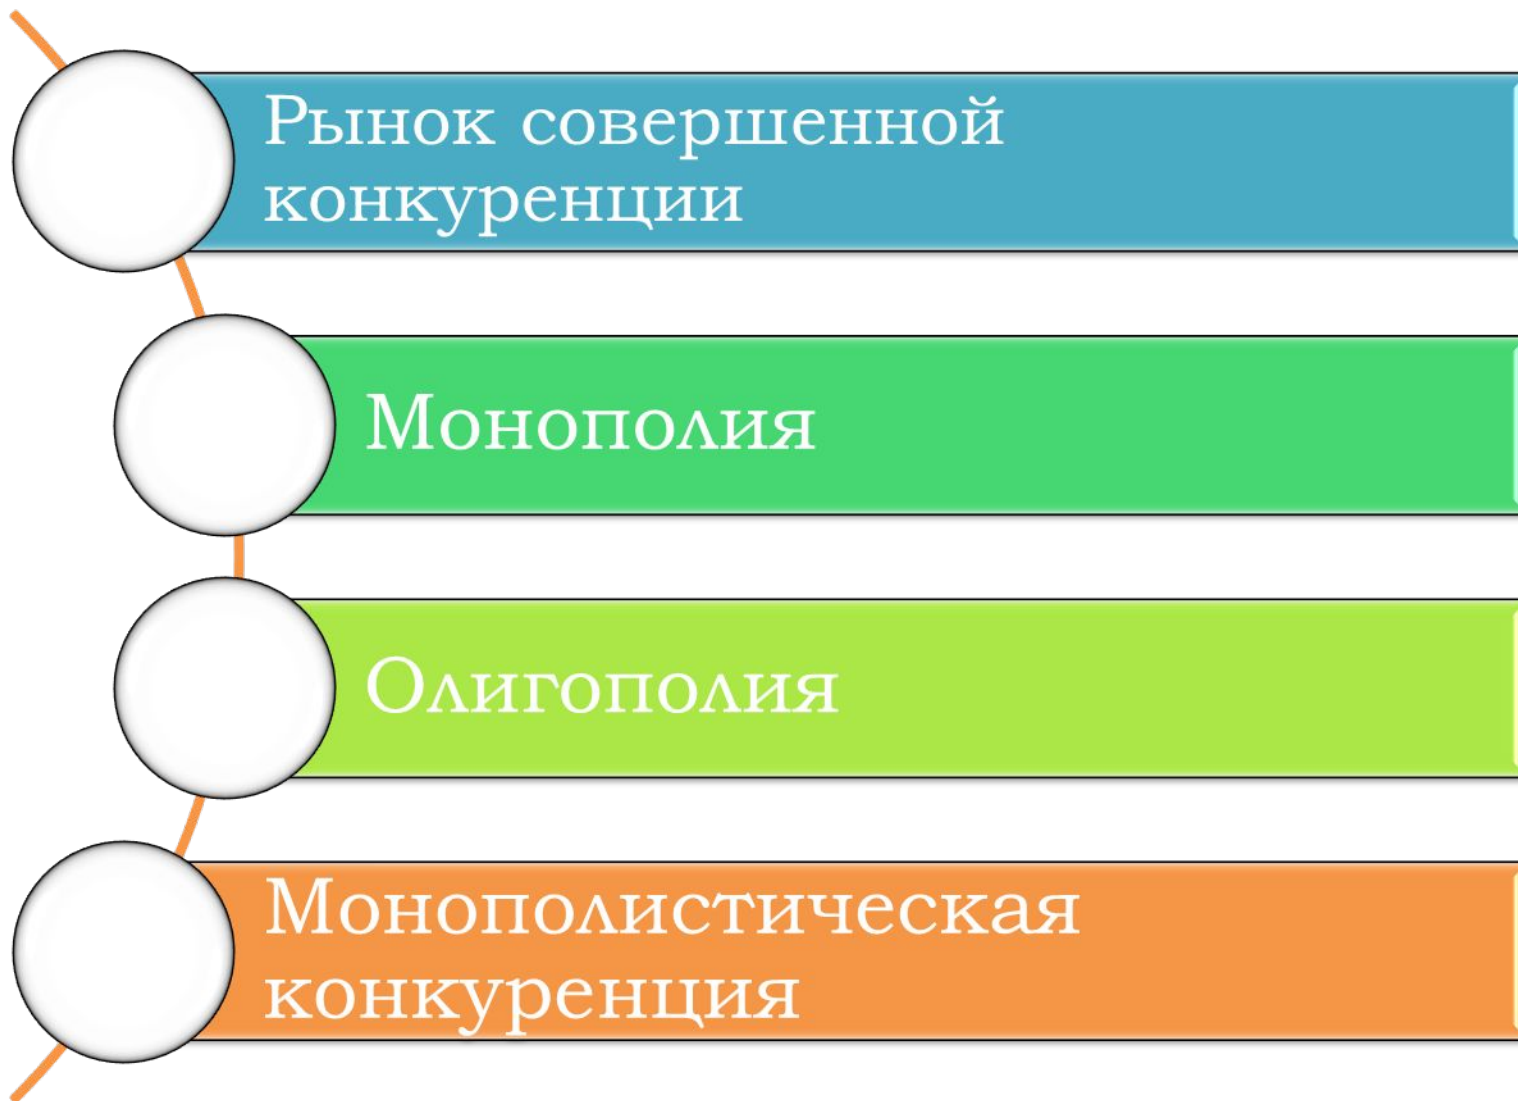 Рынок совершенной
конкуренции
Монополия
Олигополия
Монополистическая
конкуренция